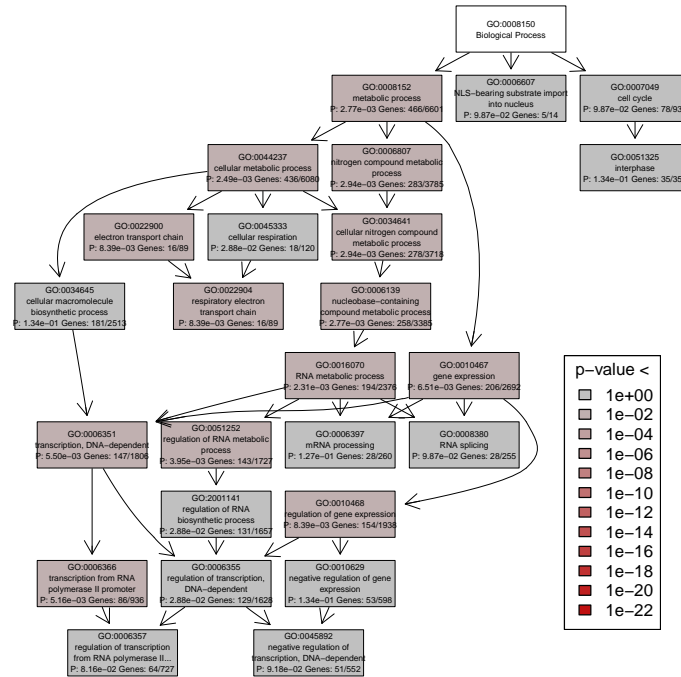 GO:0008150
Biological Process
GO:0008152
metabolic process
P: 2.77e−03 Genes: 466/6601
GO:0006607
NLS−bearing substrate import
into nucleus
P: 9.87e−02 Genes: 5/14
GO:0007049
cell cycle
P: 9.87e−02 Genes: 78/93
GO:0044237
cellular metabolic process
P: 2.49e−03 Genes: 436/6080
GO:0006807
nitrogen compound metabolic
process
P: 2.94e−03 Genes: 283/3785
GO:0051325
interphase
P: 1.34e−01 Genes: 35/35
GO:0022900
electron transport chain
P: 8.39e−03 Genes: 16/89
GO:0045333
cellular respiration
P: 2.88e−02 Genes: 18/120
GO:0034641
cellular nitrogen compound
metabolic process
P: 2.94e−03 Genes: 278/3718
GO:0034645
cellular macromolecule
biosynthetic process
P: 1.34e−01 Genes: 181/2513
GO:0022904
respiratory electron
transport chain
P: 8.39e−03 Genes: 16/89
GO:0006139
nucleobase−containing
compound metabolic process
P: 2.77e−03 Genes: 258/3385
GO:0016070
RNA metabolic process
P: 2.31e−03 Genes: 194/2376
GO:0010467
gene expression
P: 6.51e−03 Genes: 206/2692
GO:0006351
transcription, DNA−dependent
P: 5.50e−03 Genes: 147/1806
GO:0051252
regulation of RNA metabolic
process
P: 3.95e−03 Genes: 143/1727
GO:0006397
mRNA processing
P: 1.27e−01 Genes: 28/260
GO:0008380
RNA splicing
P: 9.87e−02 Genes: 28/255
GO:2001141
regulation of RNA
biosynthetic process
P: 2.88e−02 Genes: 131/1657
GO:0010468
regulation of gene expression
P: 8.39e−03 Genes: 154/1938
GO:0006366
transcription from RNA
polymerase II promoter
P: 5.16e−03 Genes: 86/936
GO:0006355
regulation of transcription,
DNA−dependent
P: 2.88e−02 Genes: 129/1628
GO:0010629
negative regulation of gene
expression
P: 1.34e−01 Genes: 53/598
GO:0006357
regulation of transcription
from RNA polymerase II...
P: 8.16e−02 Genes: 64/727
GO:0045892
negative regulation of
transcription, DNA−dependent
P: 9.18e−02 Genes: 51/552
p−value <
1e+00
1e−02
1e−04
1e−06
1e−08
1e−10
1e−12
1e−14
1e−16
1e−18
1e−20
1e−22